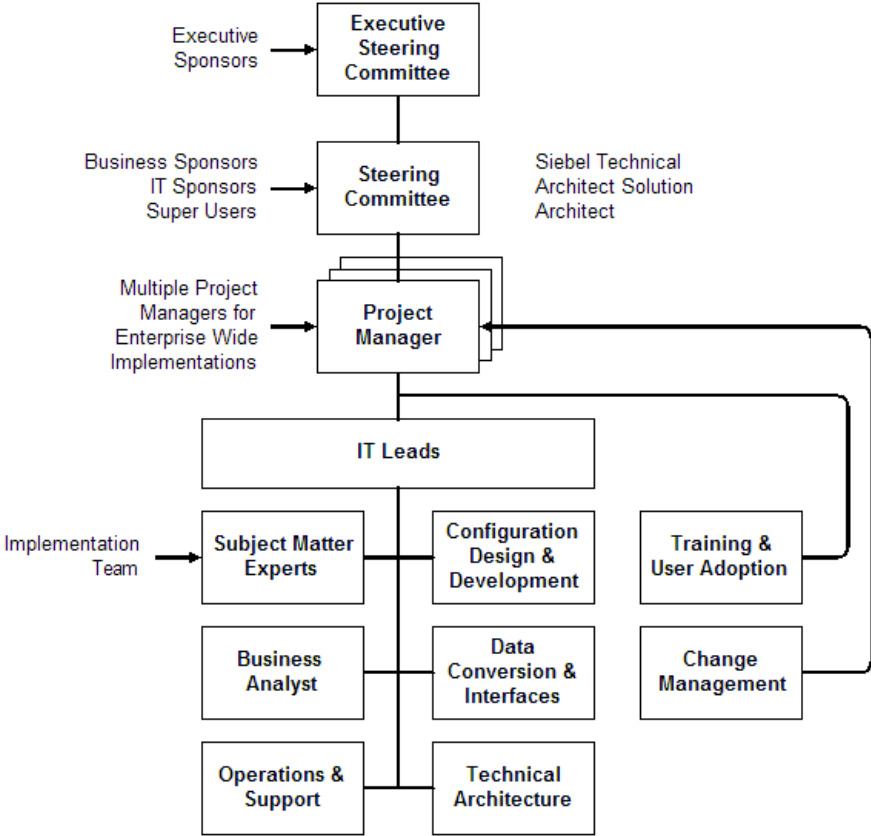 Executive
Sponsors
Executive
Steering
Committee
Business Sponsors
IT Sponsors
Super Users
Steering
Committee
Siebel Technical
Architect Solution
Architect
Multiple Project
Managers for
Enterprise Wide
Implementations
Project
Manager
IT Leads
Implementation
Team
Subject Matter
Experts
Configuration
Design &
Development
Training &
User Adoption
Business
Analyst
Data
Conversion &
Interfaces
Change
Management
Operations &
Support
Technical
Architecture